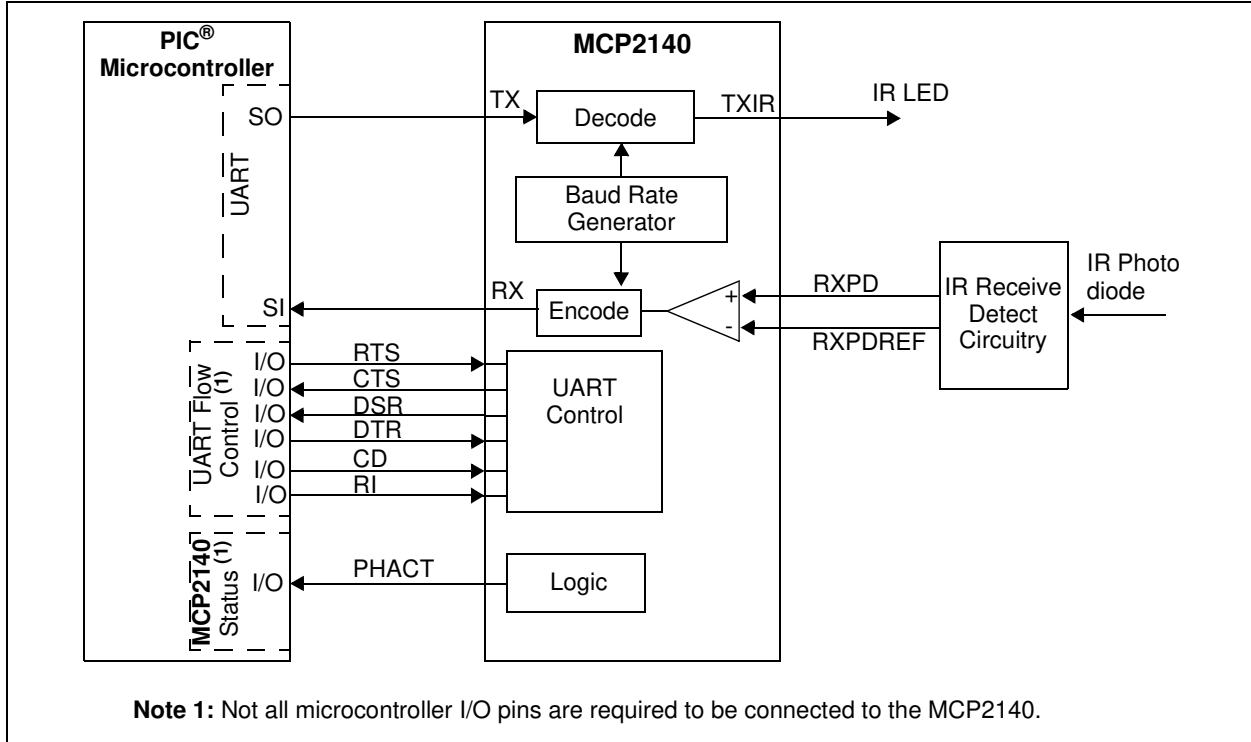 PIC®
Microcontroller
MCP2140
SO
TX
Decode
TXIR
IR LED
UART
Baud Rate
Generator
SI
RX
Encode
+
-
RXPD
RXPDREF
IR Receive
Detect
Circuitry
IR Photo
diode
UART Flow
Control (1)
I/O
RTS
I/O
CTS
I/O
DSR
I/O
DTR
I/O
CD
I/O
RI
UART
Control
MCP2140
Status (1)
I/O
PHACT
Logic
Note 1: Not all microcontroller I/O pins are required to be connected to the MCP2140.